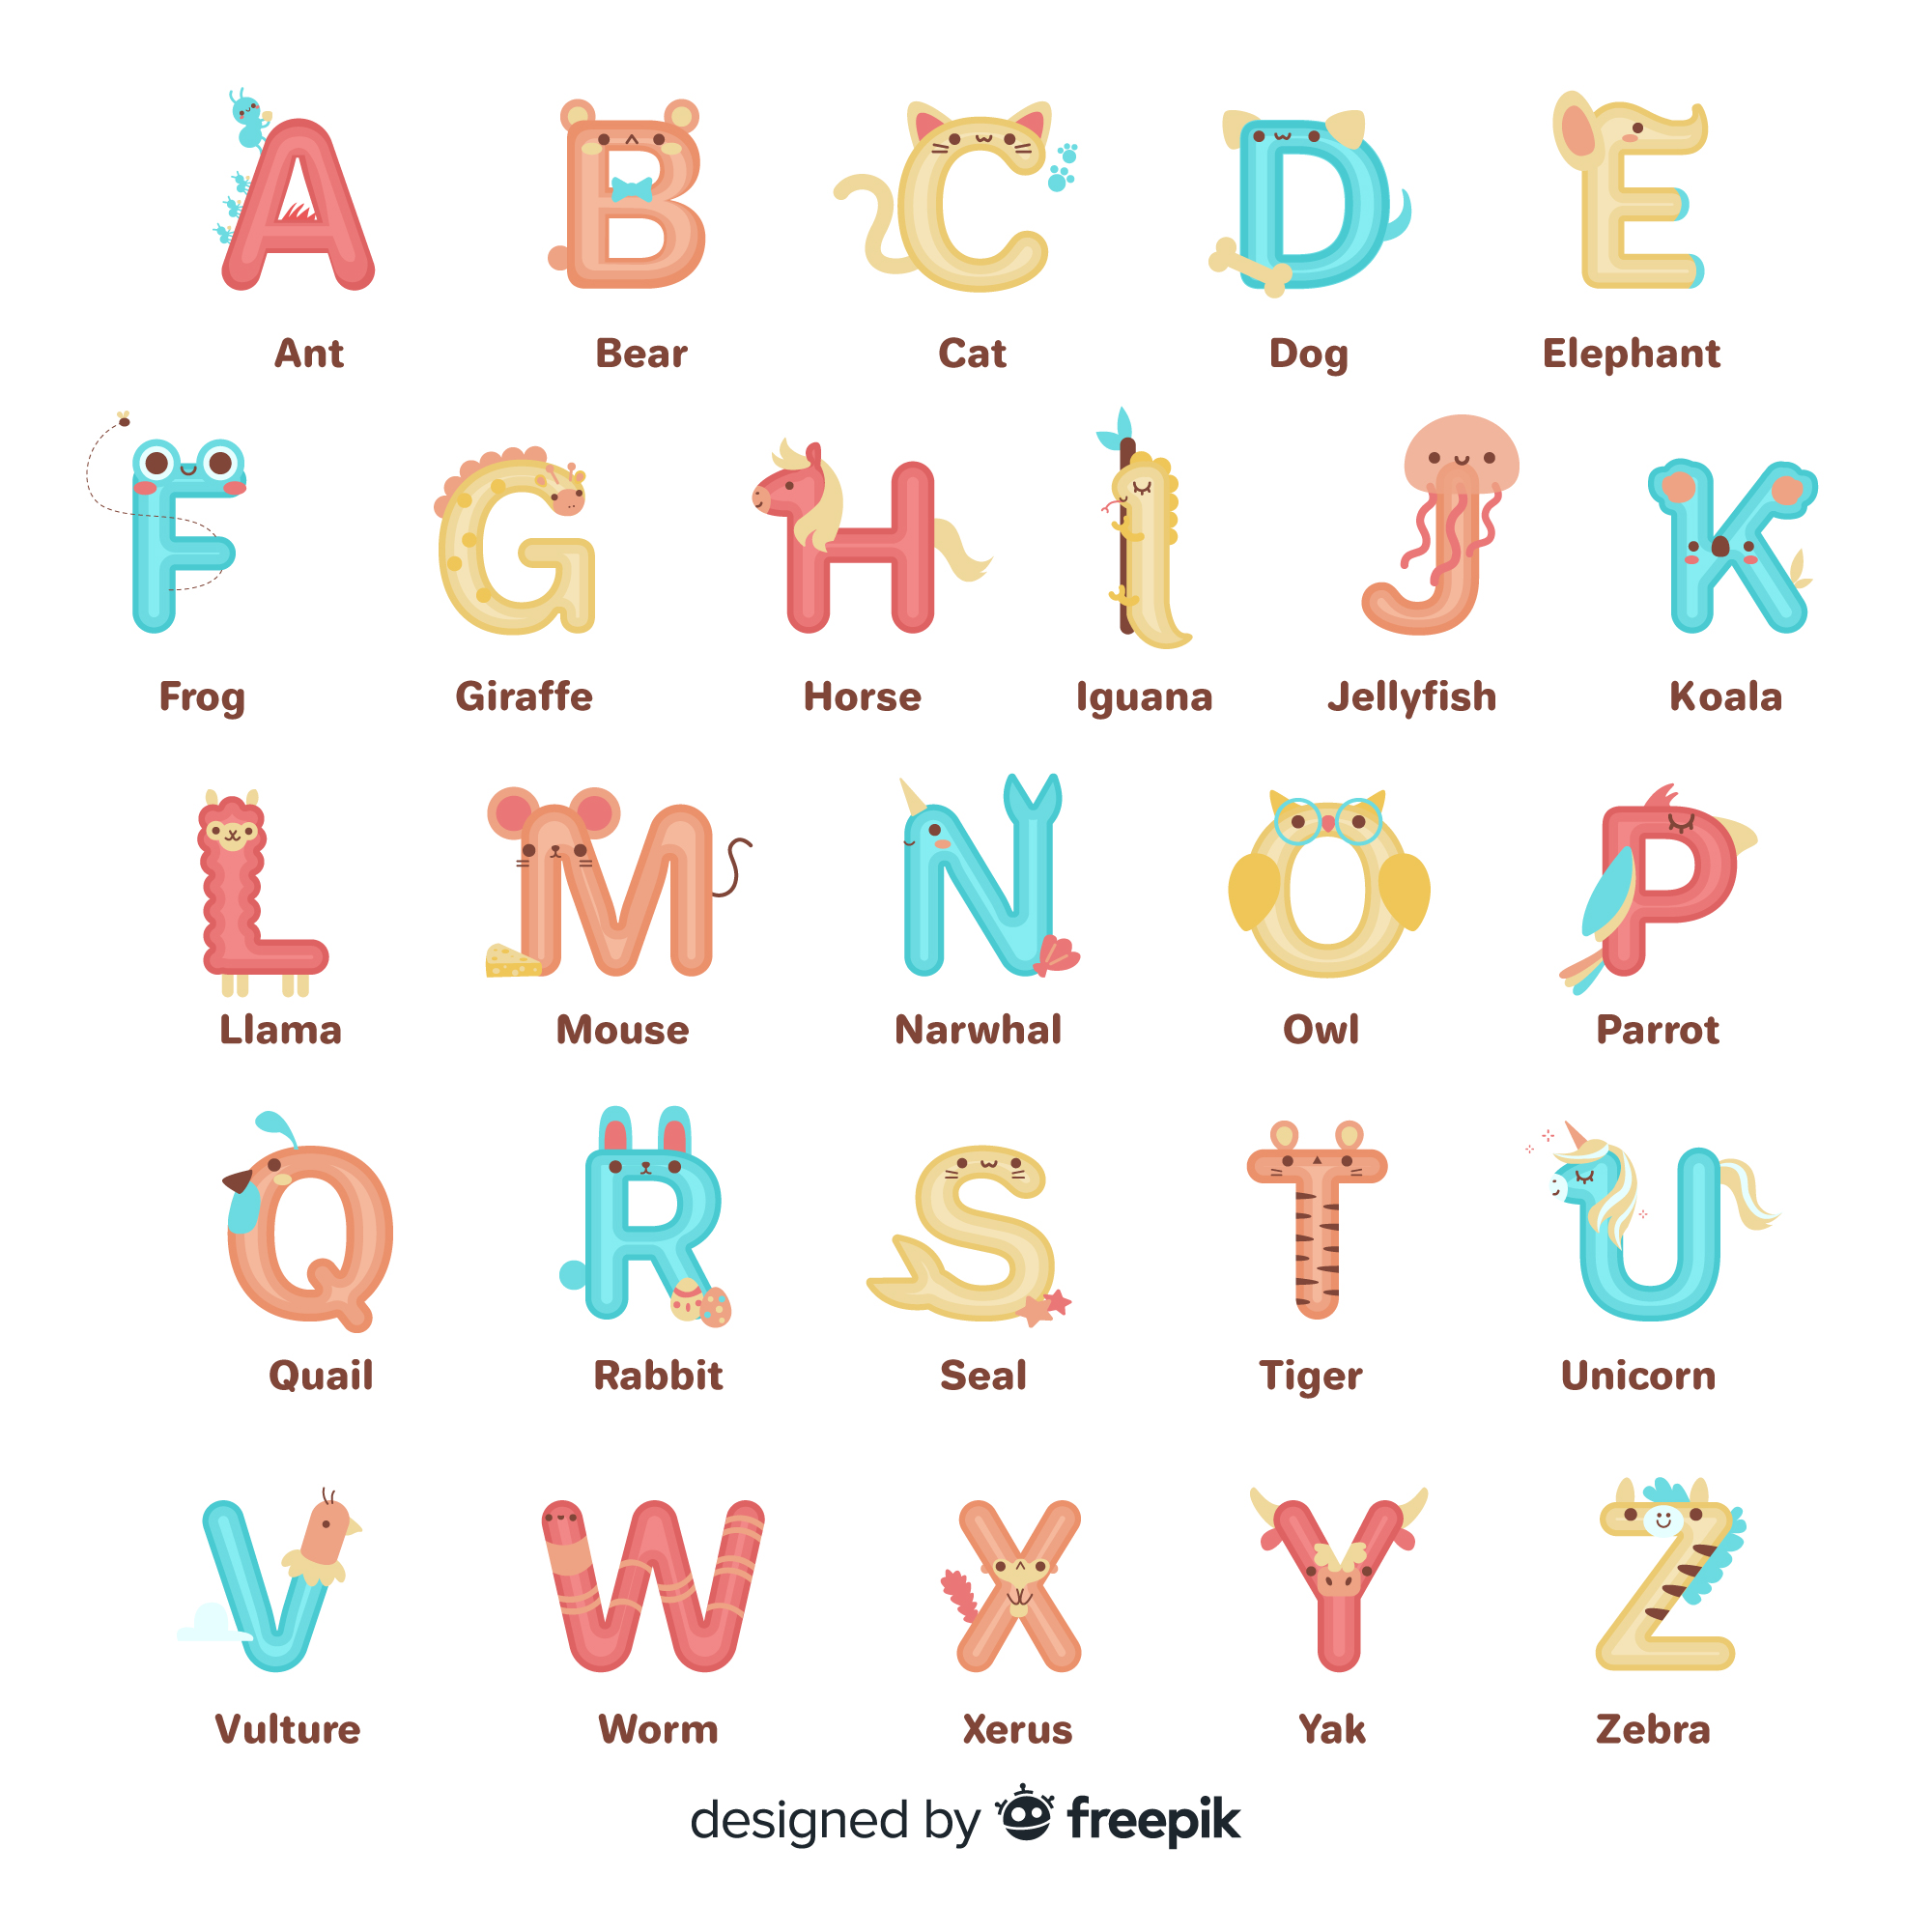 A B C D E
Ant Bear Cat Dog Elephant
F G H I J K
Frog Giraffe Horse Iguana Jellyfish Koala
L M N O P
Llama Mouse Narwhal Owl Parrot
Q R S T U
Quail Rabbit Seal Tiger Unicorn
V W X Y Z
Vulture Worm Xerus Yak Zebra
designed by freepik